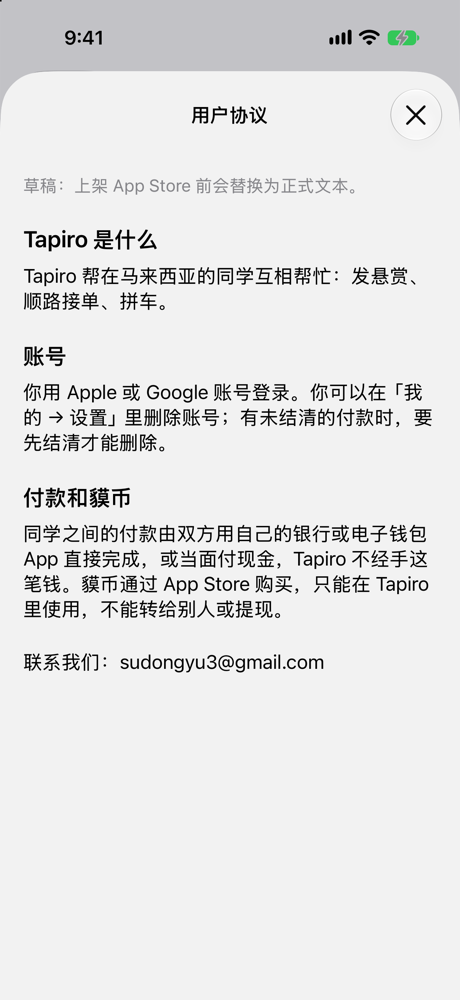 9:41
用户协议
草稿：上架 App Store 前会替换为正式文本。
Tapiro 是什么
Tapiro 帮在马来西亚的同学互相帮忙：发悬赏、
顺路接单、拼车。
账号
你用 Apple 或 Google 账号登录。你可以在「我
的 → 设置」里删除账号；有未结清的付款时，要
先结清才能删除。
付款和貘币
同学之间的付款由双方用自己的银行或电子钱包
App 直接完成，或当面付现金，Tapiro 不经手这
笔钱。貘币通过 App Store 购买，只能在 Tapiro
里使用，不能转给别人或提现。
联系我们：sudongyu3@gmail.com